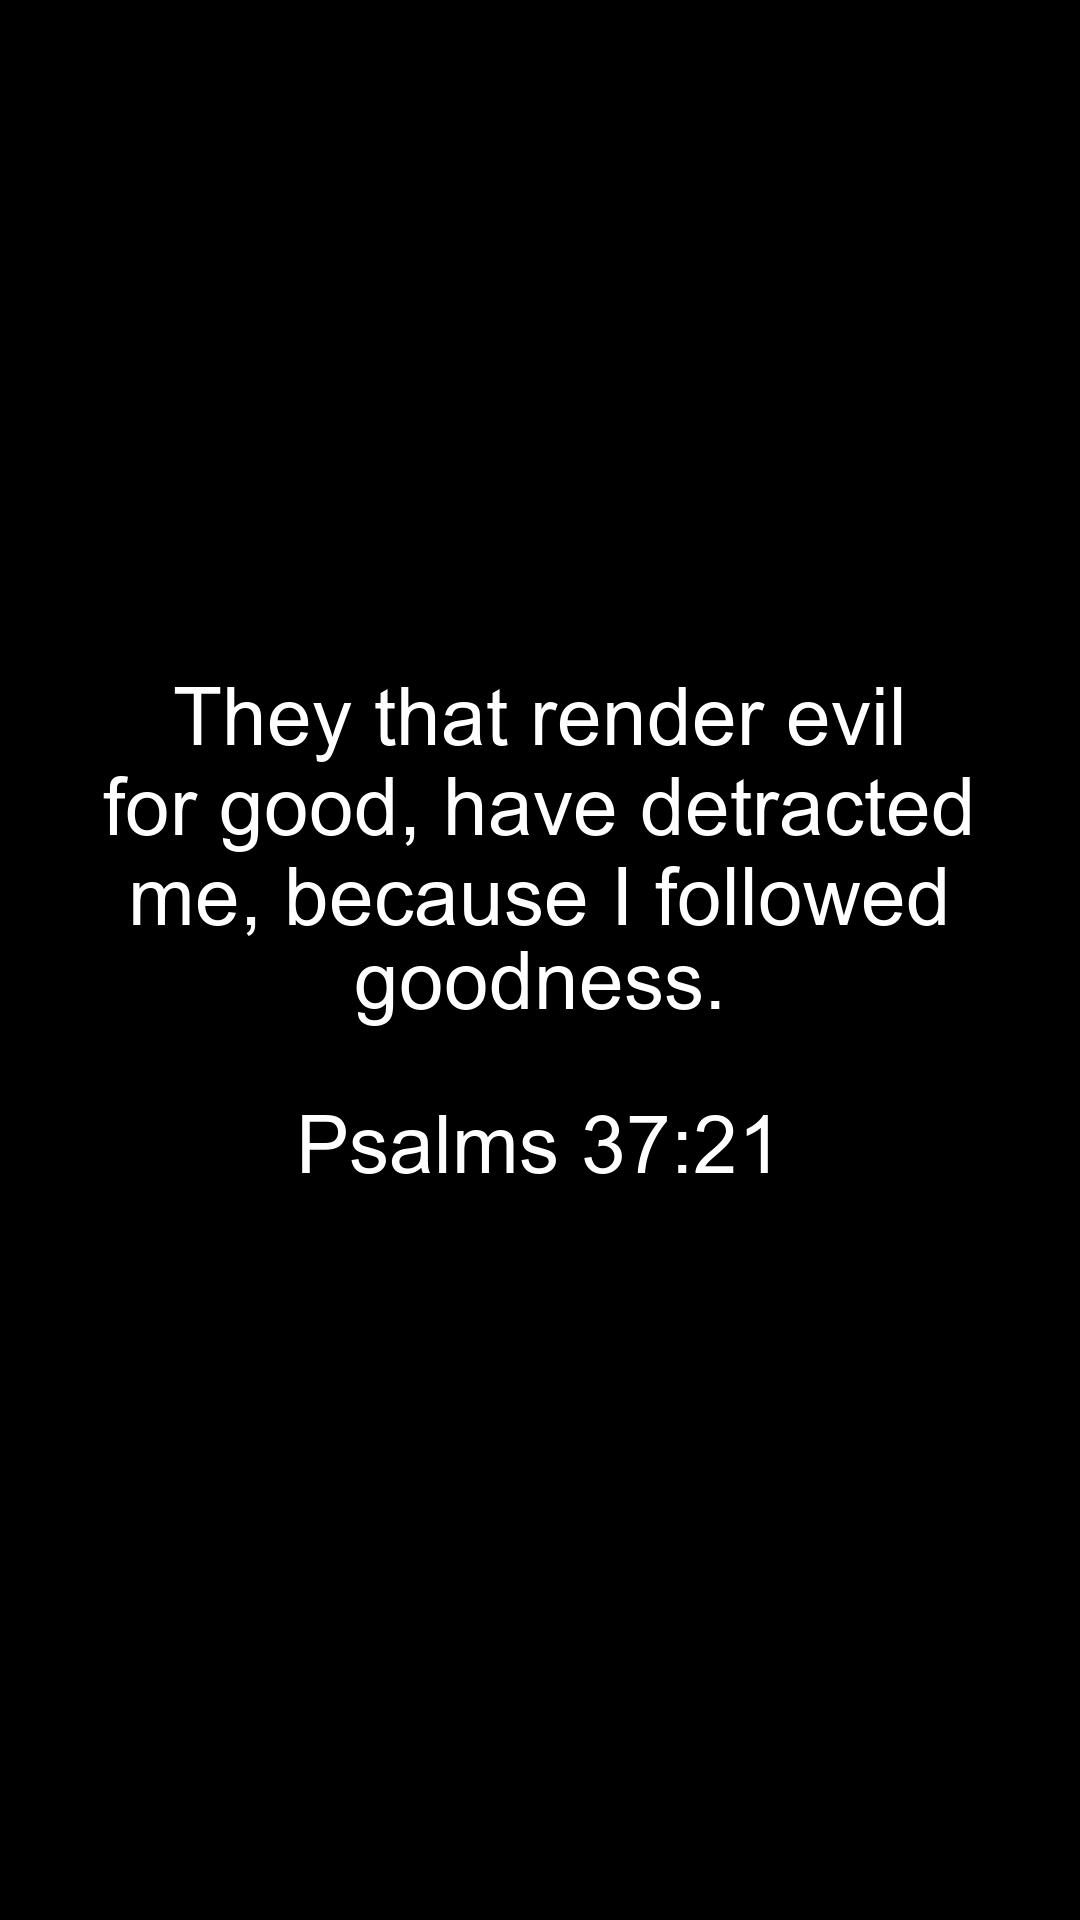 They that render evil
for good, have detracted
me, because I followed
goodness.
Psalms 37:21